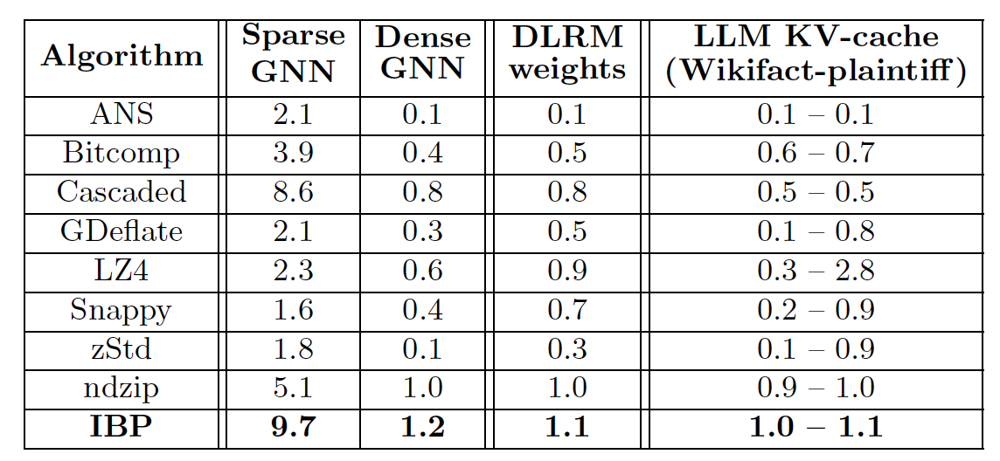 Algorithm Sparse GNN Dense GNN DLRM weights LLM KV-cache (Wikifact-plaintiff)
ANS 2.1 0.1 0.1 0.1 – 0.1
Bitcomp 3.9 0.4 0.5 0.6 – 0.7
Cascaded 8.6 0.8 0.8 0.5 – 0.5
GDeflate 2.1 0.3 0.5 0.1 – 0.8
LZ4 2.3 0.6 0.9 0.3 – 2.8
Snappy 1.6 0.4 0.7 0.2 – 0.9
zStd 1.8 0.1 0.3 0.1 – 0.9
ndzip 5.1 1.0 1.0 0.9 – 1.0
IBP 9.7 1.2 1.1 1.0 – 1.1